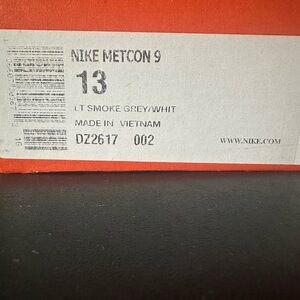 NIKE METCON 9
13
LT SMOKE GREY/WHIT
MADE IN VIETNAM
DZ2617 002
WWW.NIKE.COM